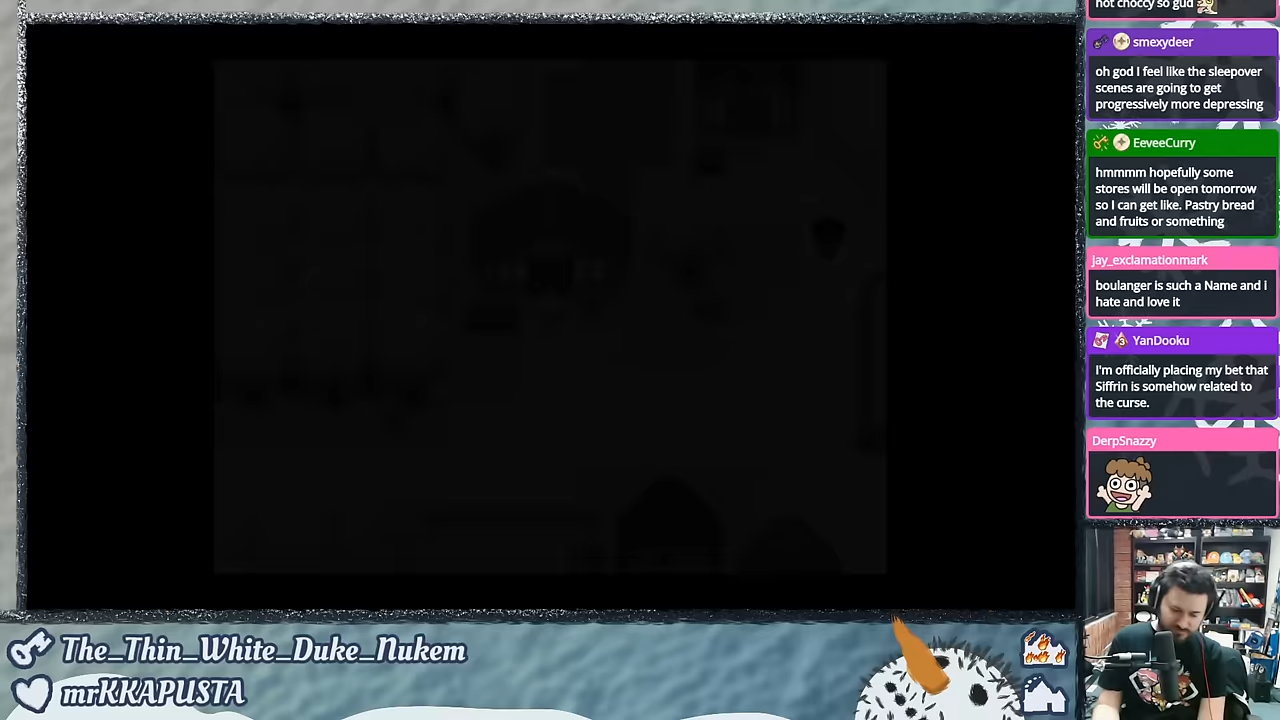 not choccy so gud
smexydeer
oh god I feel like the sleepover
scenes are going to get
progressively more depressing
EeveeCurry
hmmmm hopefully some
stores will be open tomorrow
so I can get like. Pastry bread
and fruits or something
Jay_exclamationmark
boulanger is such a Name and i
hate and love it
YanDooku
I'm officially placing my bet that
Siffrin is somehow related to
the curse.
DerpSnazzy
The_Thin_White_Duke_Nukem
mrKKAPUSTA